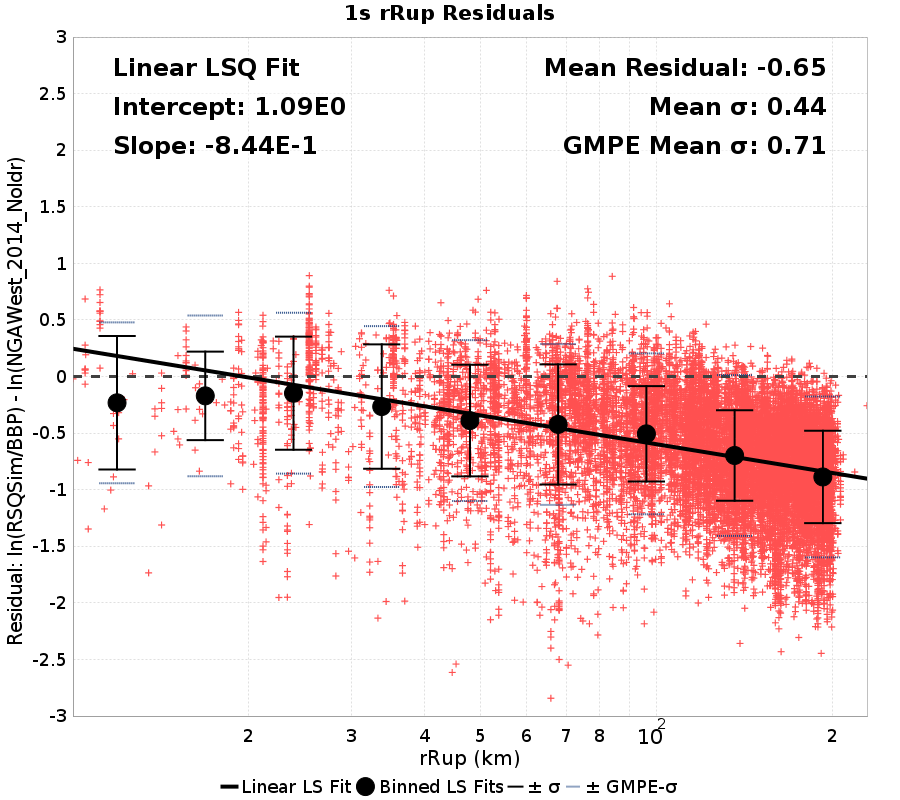 1s rRup Residuals
Linear LSQ Fit
Intercept: 1.09E0
Slope: -8.44E-1
Mean Residual: -0.65
Mean σ: 0.44
GMPE Mean σ: 0.71
Residual: ln(RSQSim/BBP) - ln(NGAWest_2014_NoIdr)
3
2.5
2
1.5
1
0.5
0
-0.5
-1
-1.5
-2
-2.5
-3
2 3 4 5 6 7 8 10² 2
rRup (km)
Linear LS Fit Binned LS Fits ± σ ± GMPE-σ